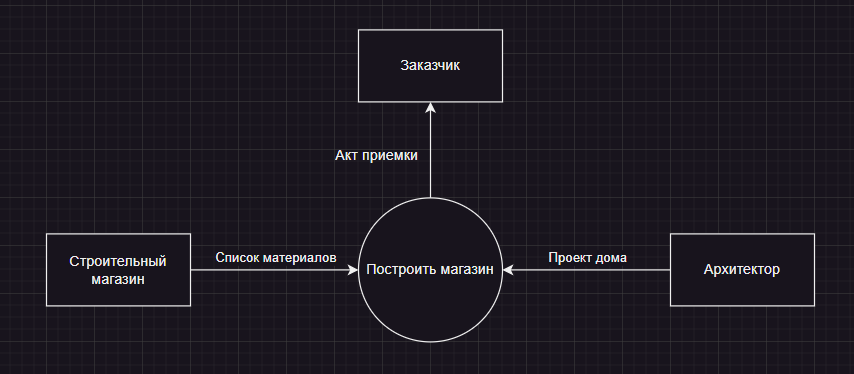 Заказчик
Акт приемки
Строительный
магазин
Список материалов
Построить магазин
Проект дома
Архитектор